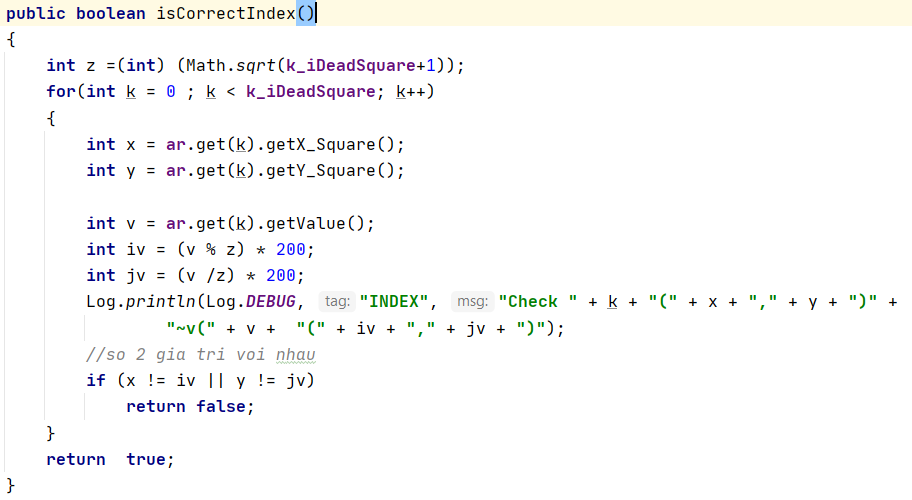 public boolean isCorrectIndex()
{
    int z =(int) (Math.sqrt(k_iDeadSquare+1));
    for(int k = 0 ; k < k_iDeadSquare; k++)
    {
        int x = ar.get(k).getX_Square();
        int y = ar.get(k).getY_Square();

        int v = ar.get(k).getValue();
        int iv = (v % z) * 200;
        int jv = (v /z) * 200;
        Log.println(Log.DEBUG, tag: "INDEX", msg: "Check " + k + "(" + x + "," + y + ")" +
                "~v(" + v +  "(" + iv + "," + jv + ")");
        //so 2 gia tri voi nhau
        if (x != iv || y != jv)
            return false;
    }
    return  true;
}